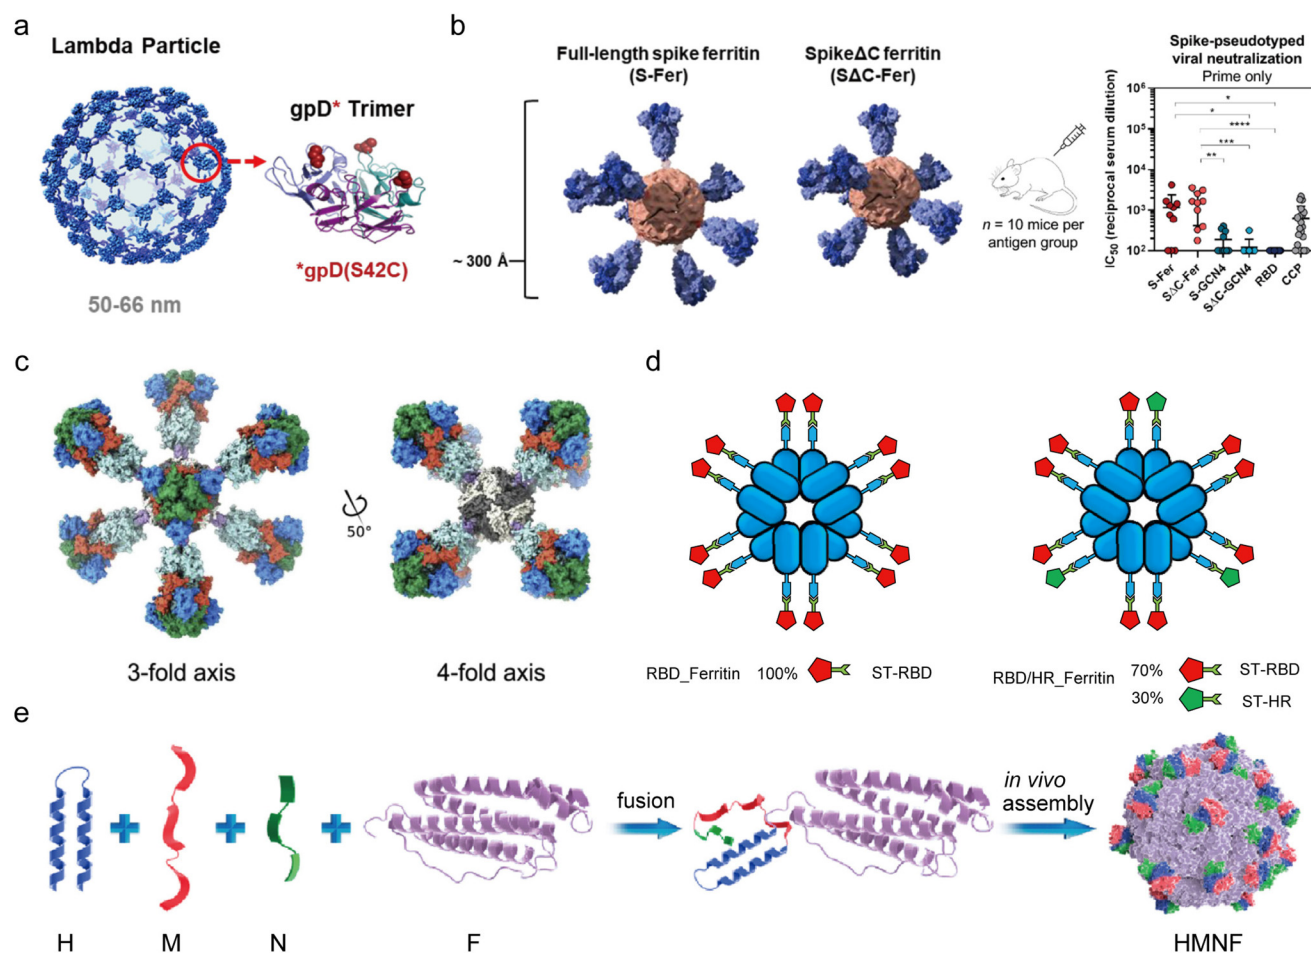 a
Lambda Particle
gpD* Trimer
*gpD(S42C)
50-66 nm
b
Full-length spike ferritin
(S-Fer)
SpikeΔC ferritin
(SΔC-Fer)
~ 300 Å
n = 10 mice per
antigen group
Spike-pseudotyped
viral neutralization
Prime only
IC50 (reciprocal serum dilution)
10⁶
10⁵
10⁴
10³
10²
*
*
****
***
**
S-Fer
SΔC-Fer
S-GCN4
SΔC-GCN4
RBD
CCP
c
50°
3-fold axis
4-fold axis
d
RBD_Ferritin 100% ST-RBD
RBD/HR_Ferritin 70% ST-RBD
30% ST-HR
e
fusion
in vivo
assembly
H M N F HMNF